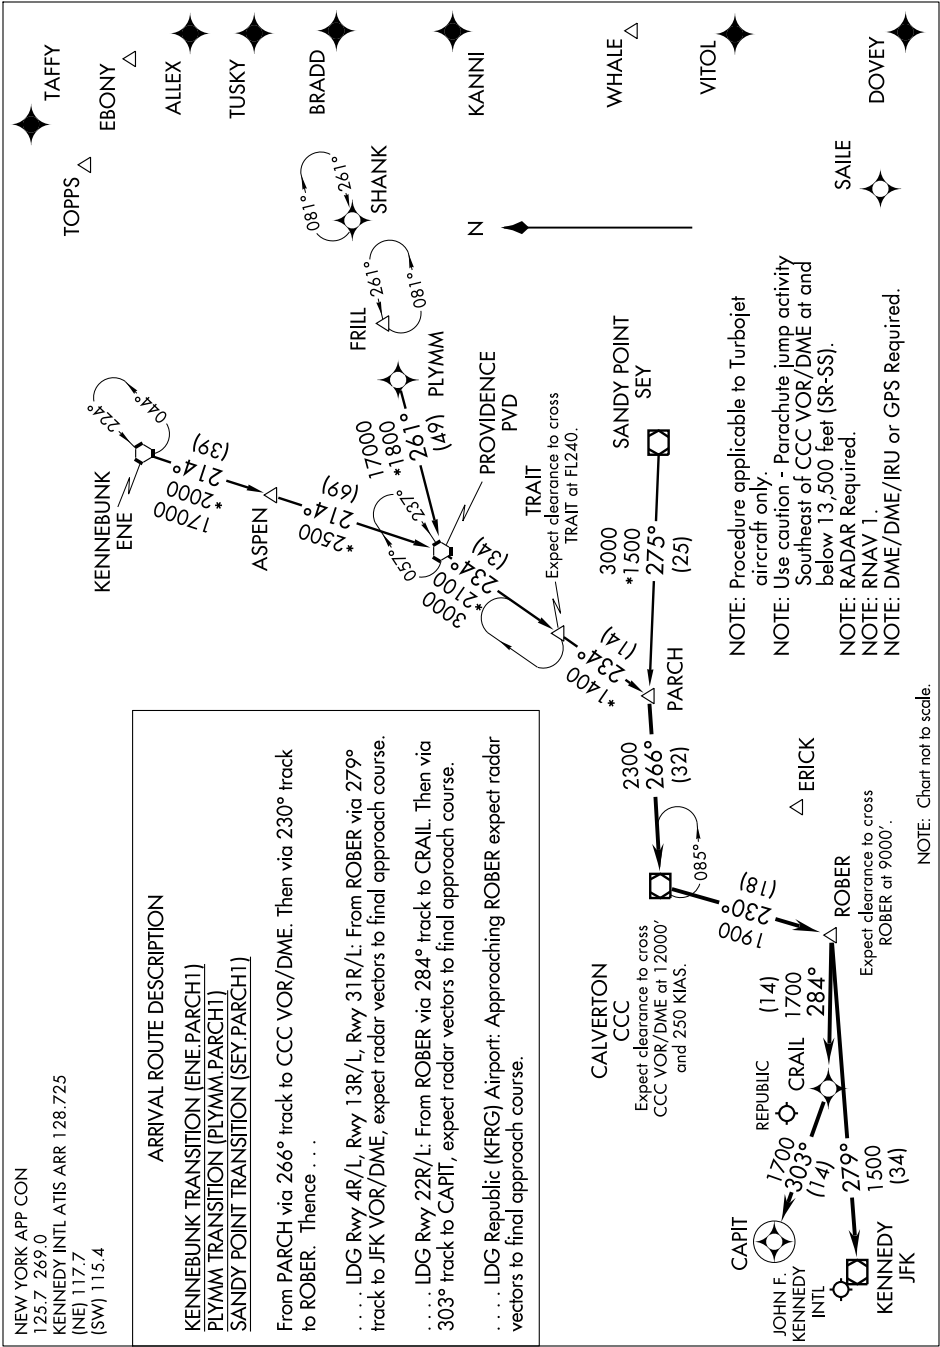 NEW YORK APP CON
125.7 269.0
KENNEDY INTL ATIS ARR 128.725
(NE) 117.7
(SW) 115.4
ARRIVAL ROUTE DESCRIPTION
KENNEBUNK TRANSITION (ENE.PARCH1)
PLYMM TRANSITION (PLYMM.PARCH1)
SANDY POINT TRANSITION (SEY.PARCH1)
From PARCH via 266° track to CCC VOR/DME. Then via 230° track
to ROBER. Thence . . .
. . . . LDG Rwy 4R/L, Rwy 13R/L, Rwy 31R/L: From ROBER via 279°
track to JFK VOR/DME, expect radar vectors to final approach course.
. . . . LDG Rwy 22R/L: From ROBER via 284° track to CRAIL. Then via
303° track to CAPIT, expect radar vectors to final approach course.
. . . . LDG Republic (KFRG) Airport: Approaching ROBER expect radar
vectors to final approach course.
TAFFY
EBONY
ALLEX
TUSKY
BRADD
KANNI
WHALE
VITOL
DOVEY
TOPPS
SAILE
SHANK
081°
261°
N
FRILL
261°
081°
PLYMM
KENNEBUNK
ENE
224°
044°
(39)
214°
*2000
17000
ASPEN
(69)
214°
*2500
17000
*1800
261°
(49)
PROVIDENCE
PVD
237°
057°
(34)
234°
*2100
3000
TRAIT
Expect clearance to cross
TRAIT at FL240.
(14)
234°
*1400
SANDY POINT
SEY
3000
*1500
275°
(25)
PARCH
2300
266°
(32)
CALVERTON
CCC
Expect clearance to cross
CCC VOR/DME at 12000'
and 250 KIAS.
085°
(18)
230°
1900
ERICK
ROBER
Expect clearance to cross
ROBER at 9000'.
(14)
1700
284°
REPUBLIC
CRAIL
1700
303°
(14)
279°
1500
(34)
CAPIT
JOHN F.
KENNEDY
INTL
KENNEDY
JFK
NOTE: Procedure applicable to Turbojet
aircraft only.
NOTE: Use caution - Parachute jump activity
Southeast of CCC VOR/DME at and
below 13,500 feet (SR-SS).
NOTE: RADAR Required.
NOTE: RNAV 1.
NOTE: DME/DME/IRU or GPS Required.
NOTE: Chart not to scale.